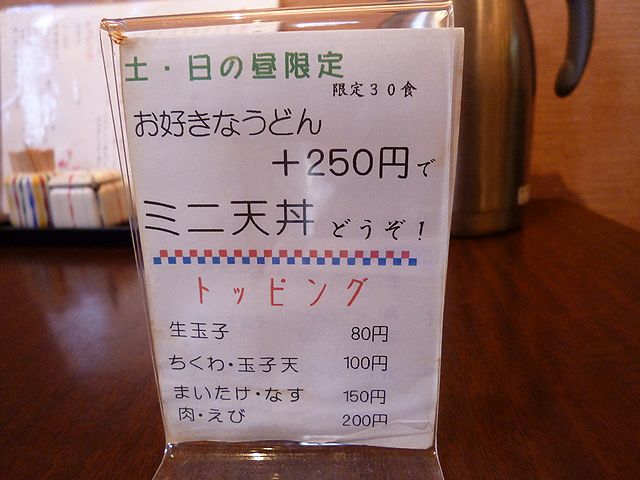 土・日の昼限定
限定３０食
お好きなうどん
＋250円で
ミニ天丼 どうぞ！
トッピング
生玉子 80円
ちくわ・玉子天 100円
まいたけ・なす 150円
肉・えび 200円